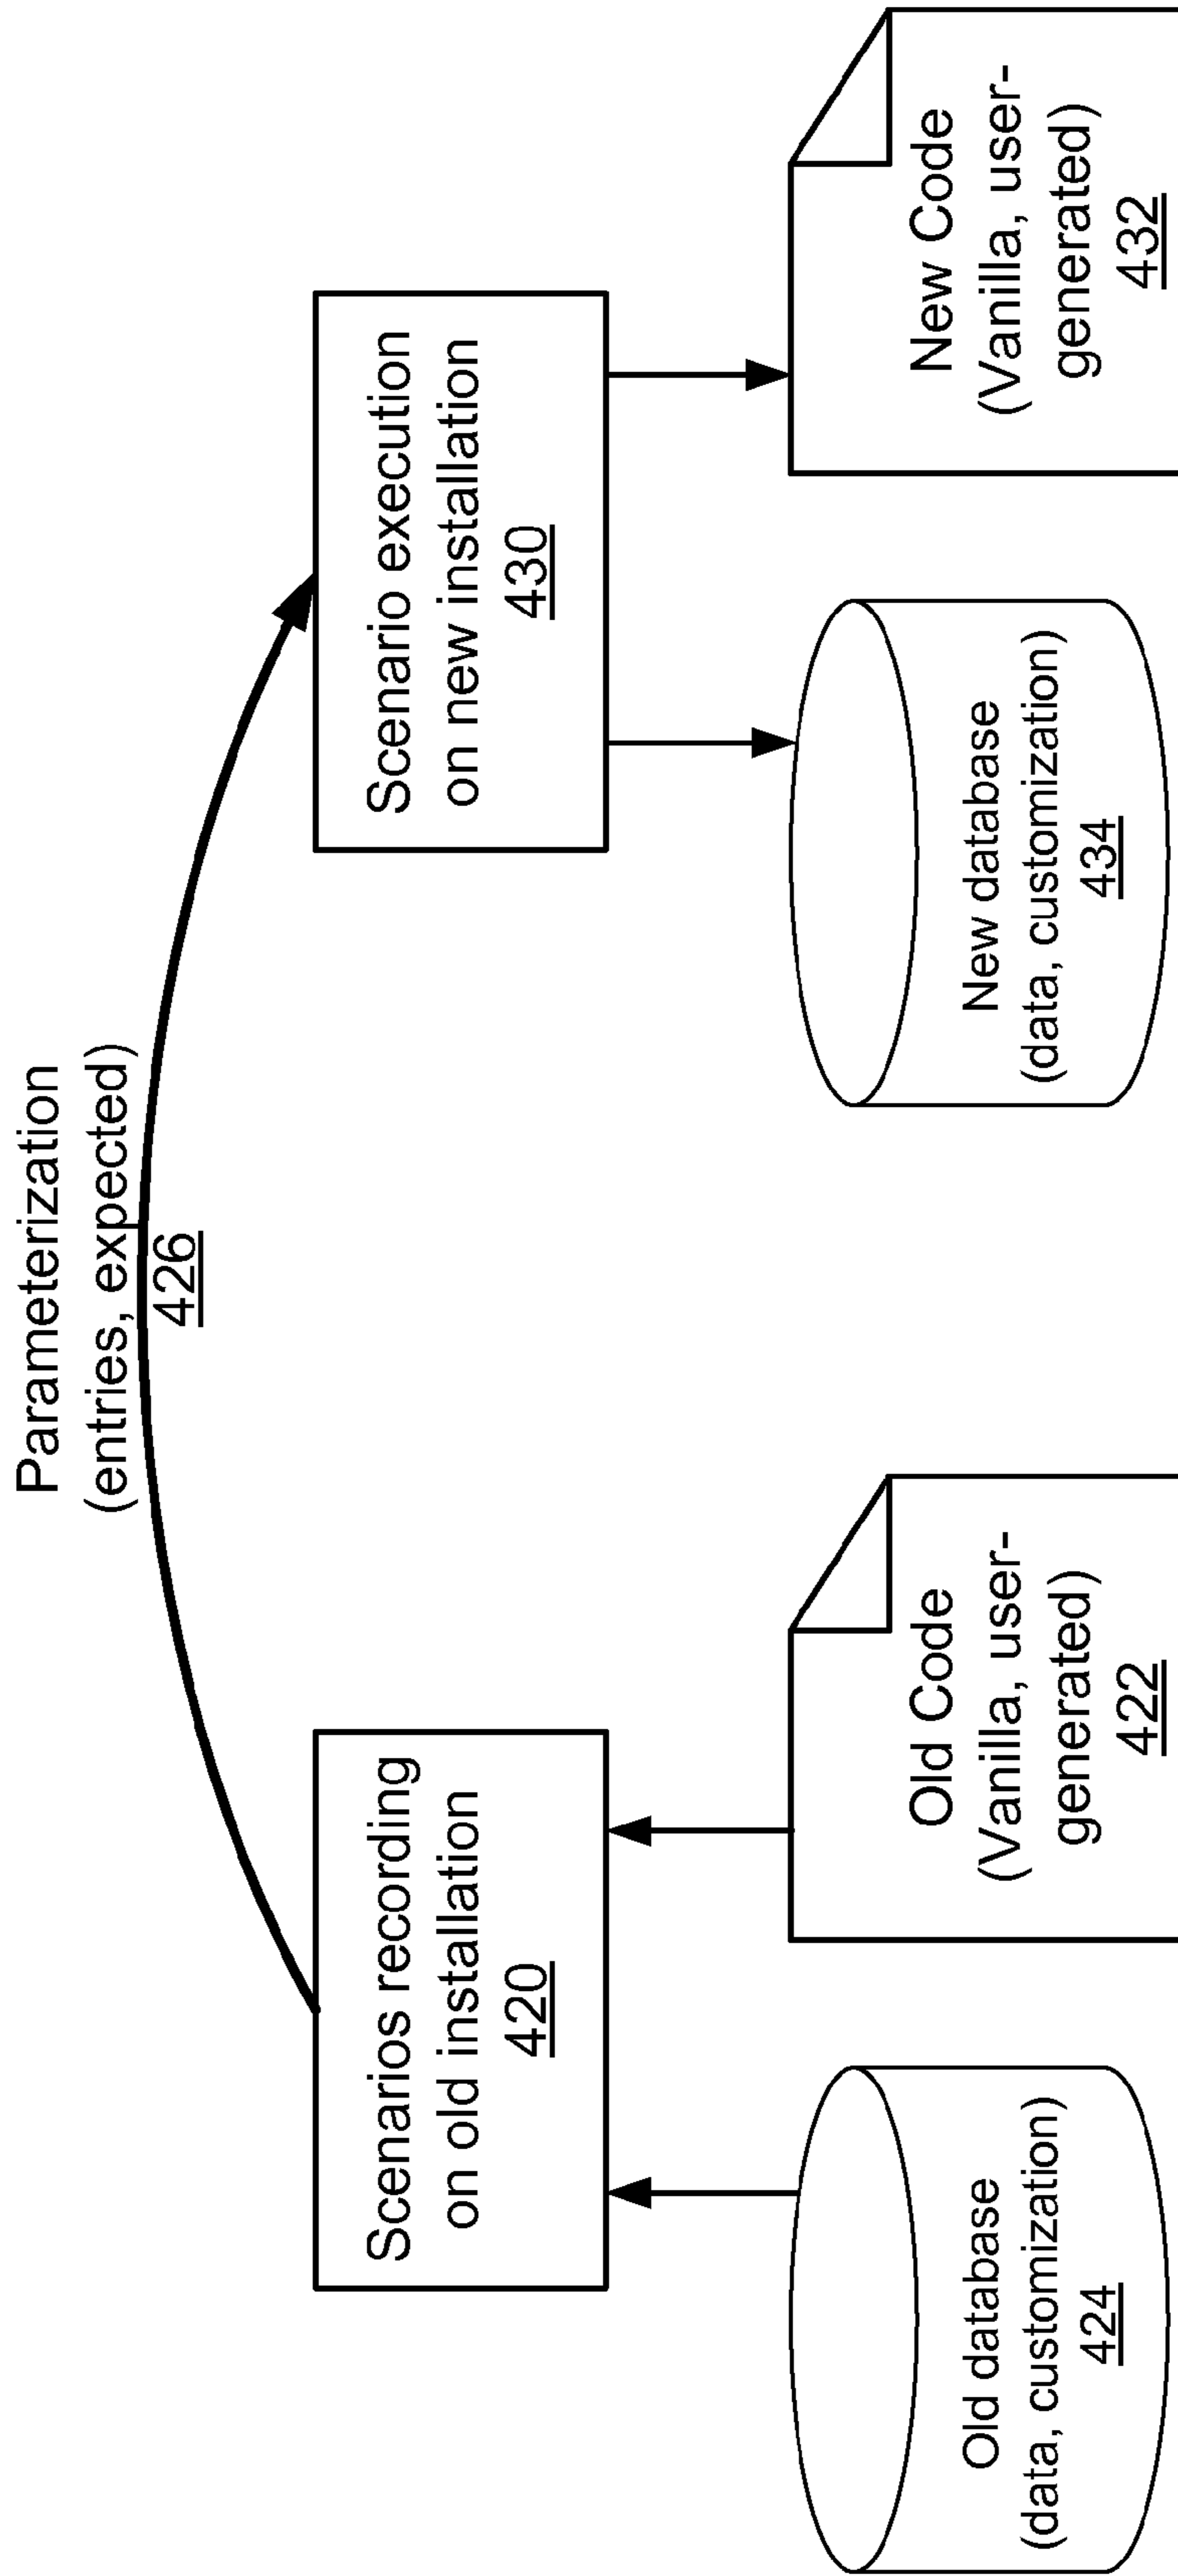 Parameterization
(entries, expected)
426
Scenarios recording
on old installation
420
Scenario execution
on new installation
430
Old database
(data, customization)
424
Old Code
(Vanilla, user-
generated)
422
New database
(data, customization)
434
New Code
(Vanilla, user-
generated)
432